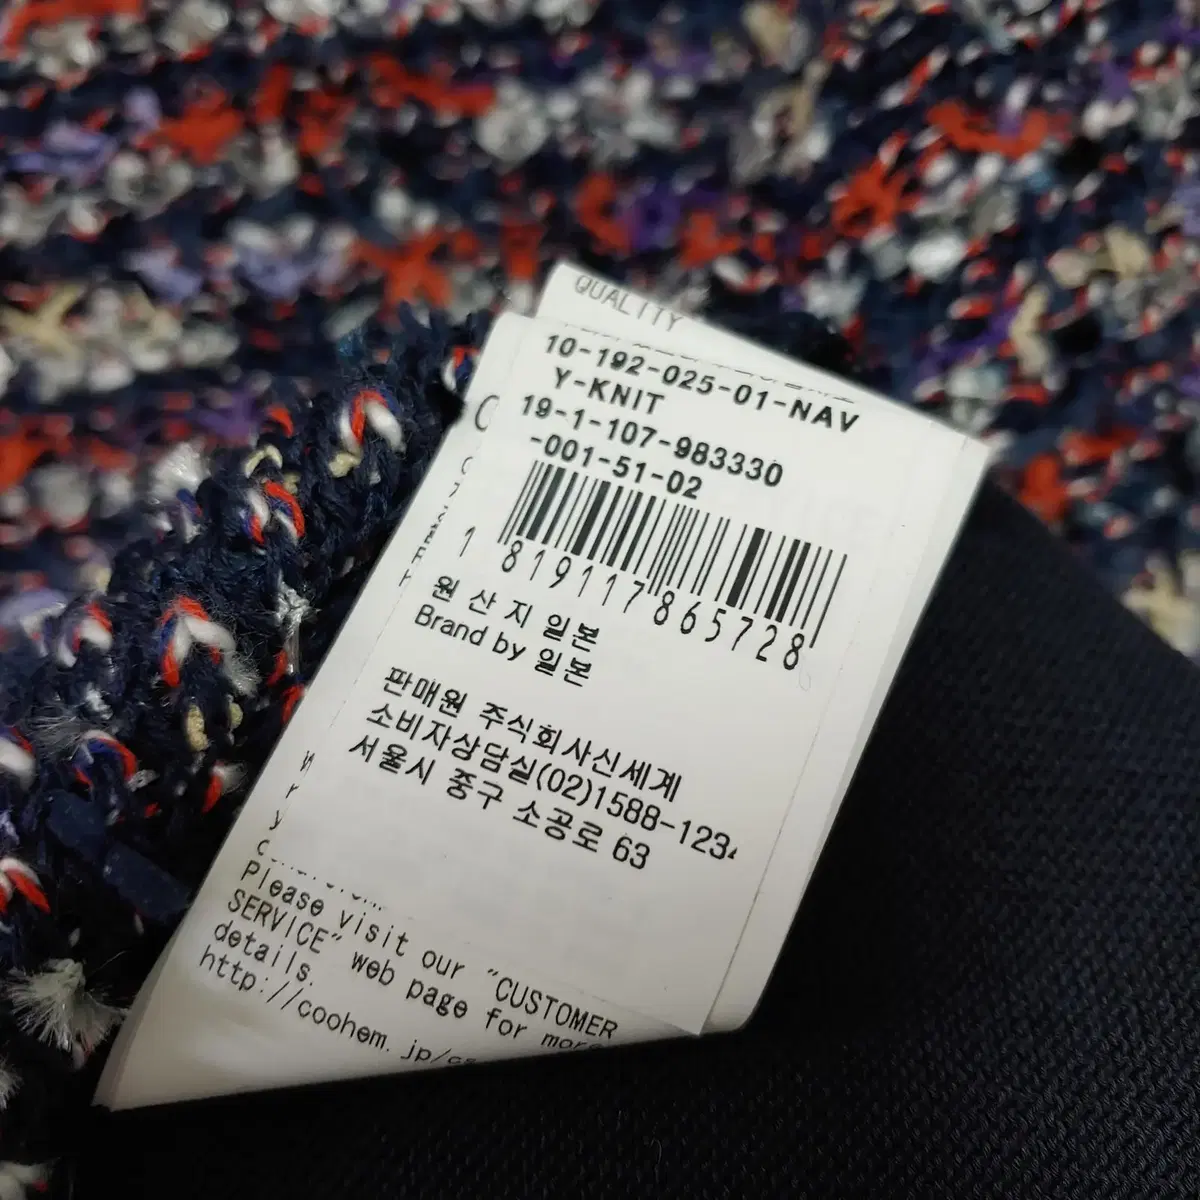 QUALITY
10-192-025-01-NAV
Y-KNIT
19-1-107-983330
-001-51-02
1 819117 865728
원산지 일본
Brand by 일본
판매원 주식회사신세계
소비자상담실(02)1588-123
서울시 중구 소공로 63
Please visit our "CUSTOMER
SERVICE" web page for more
details.
http://coohem.jp/cs